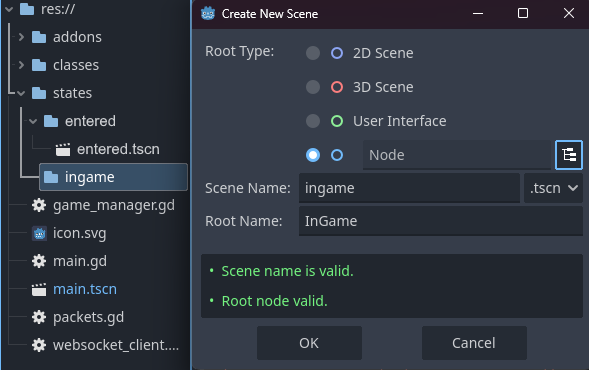 res://
addons
classes
states
entered
entered.tscn
ingame
game_manager.gd
icon.svg
main.gd
main.tscn
packets.gd
websocket_client....
Create New Scene
Root Type:
2D Scene
3D Scene
User Interface
Node
Scene Name: ingame .tscn
Root Name: InGame
• Scene name is valid.
• Root node valid.
OK Cancel